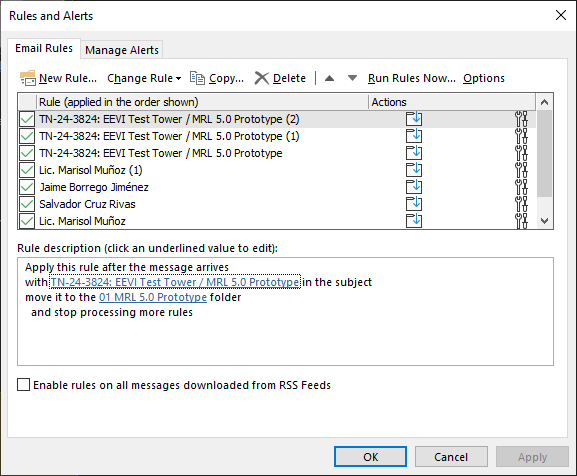 Rules and Alerts
Email Rules Manage Alerts
New Rule... Change Rule Copy... Delete Run Rules Now... Options
Rule (applied in the order shown) Actions
TN-24-3824: EEVI Test Tower / MRL 5.0 Prototype (2)
TN-24-3824: EEVI Test Tower / MRL 5.0 Prototype (1)
TN-24-3824: EEVI Test Tower / MRL 5.0 Prototype
Lic. Marisol Muñoz (1)
Jaime Borrego Jiménez
Salvador Cruz Rivas
Lic. Marisol Muñoz
Rule description (click an underlined value to edit):
Apply this rule after the message arrives
with TN-24-3824: EEVI Test Tower / MRL 5.0 Prototype in the subject
move it to the 01 MRL 5.0 Prototype folder
and stop processing more rules
Enable rules on all messages downloaded from RSS Feeds
OK Cancel Apply